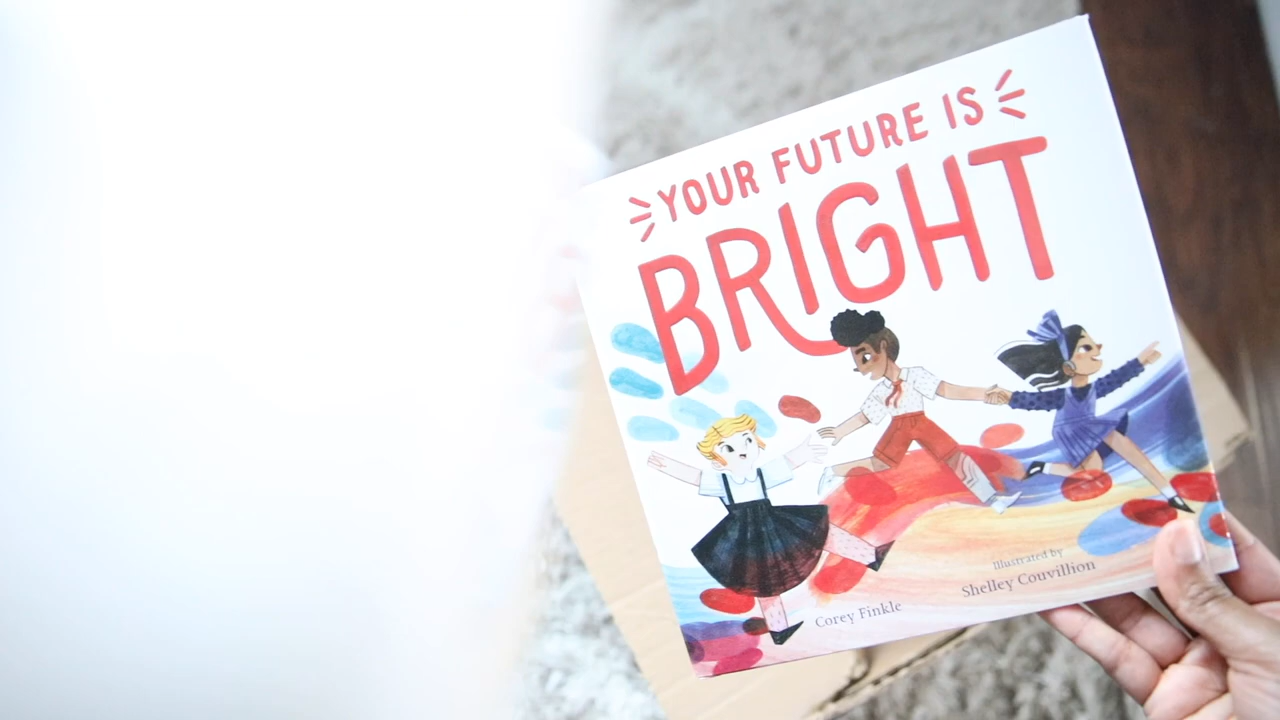 YOUR FUTURE IS
BRIGHT
Illustrated by
Corey Finkle
Shelley Couvillion